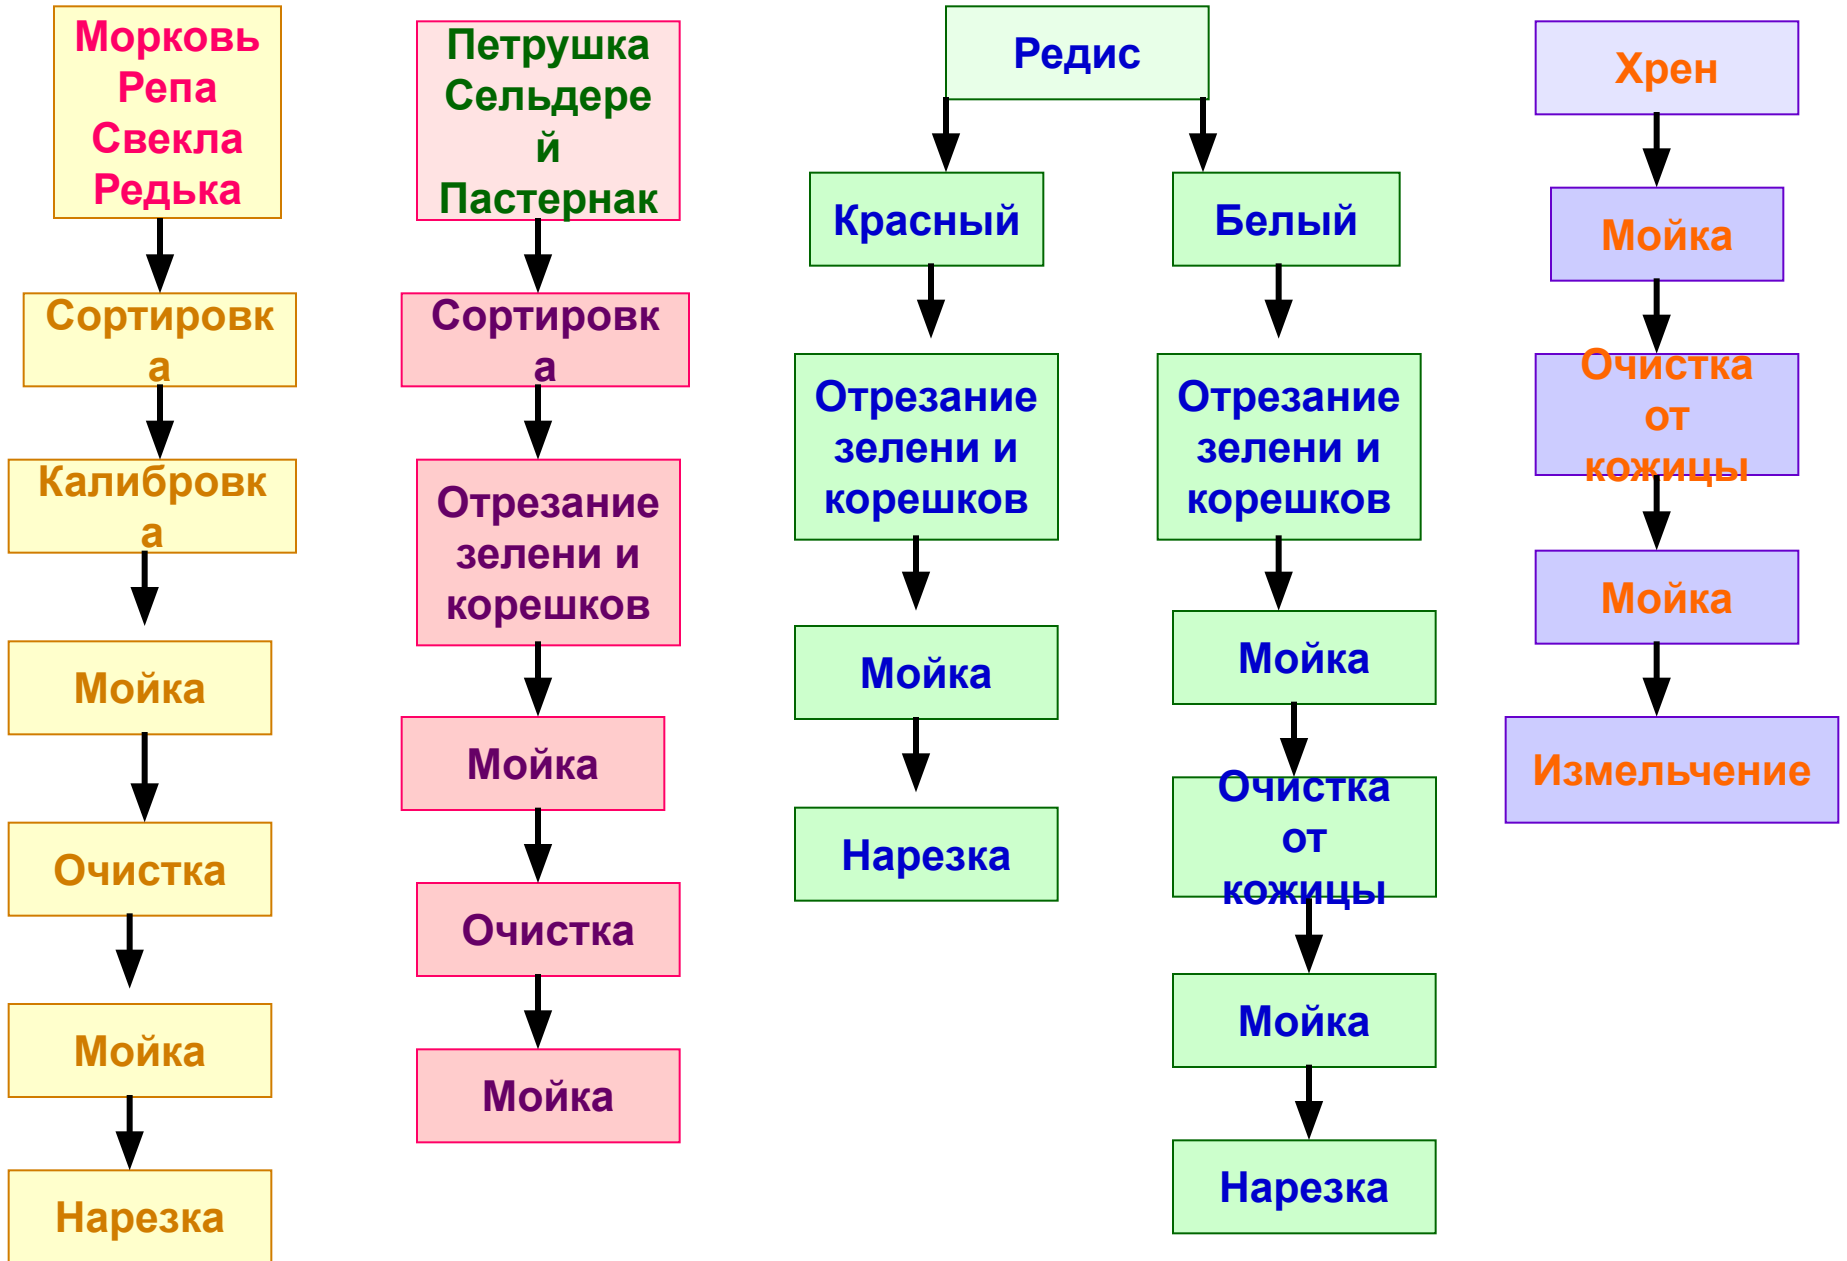 Морковь
Репа
Свекла
Редька
Сортировк
а
Калибровк
а
Мойка
Очистка
Мойка
Нарезка
Петрушка
Сельдере
й
Пастернак
Сортировк
а
Отрезание
зелени и
корешков
Мойка
Очистка
Мойка
Редис
Красный
Отрезание
зелени и
корешков
Мойка
Нарезка
Белый
Отрезание
зелени и
корешков
Мойка
Очистка
от
кожицы
Мойка
Нарезка
Хрен
Мойка
Очистка
от
кожицы
Мойка
Измельчение